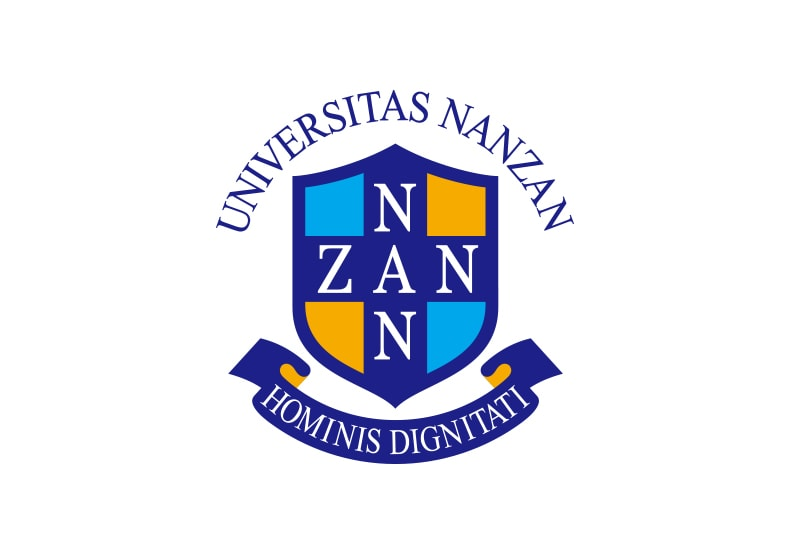 UNIVERSITAS NANZAN
N
ZAN
N
HOMINIS DIGNITATI